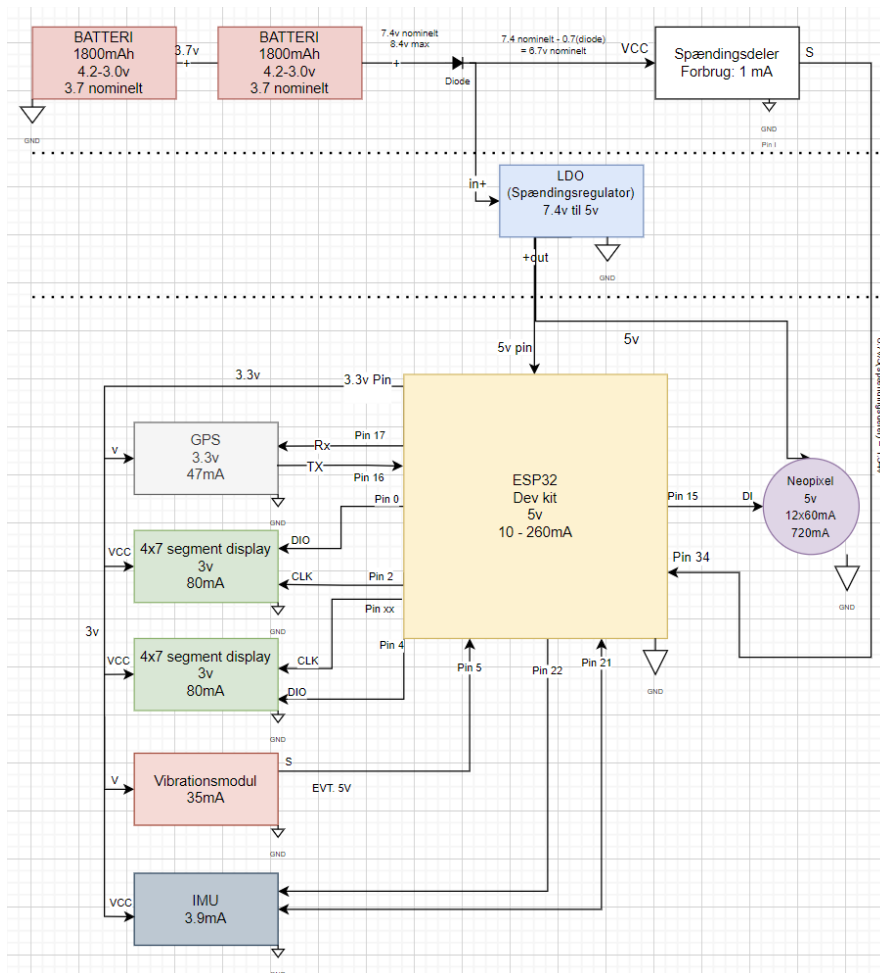 BATTERI
1800mAh
4.2-3.0v
3.7 nominelt
3.7v
+
BATTERI
1800mAh
4.2-3.0v
3.7 nominelt
7.4v nominelt
8.4v max
+
Diode
7.4 nominelt - 0.7(diode)
= 6.7v nominelt
VCC
Spændingsdeler
Forbrug: 1 mA
S
GND
GND
Pin I
in+
LDO
(Spændingsregulator)
7.4v til 5v
+out
GND
5v pin
5v
3.3v
3.3v Pin
GPS
3.3v
47mA
v
Rx
Pin 17
TX
Pin 16
GND
Pin 0
4x7 segment display
3v
80mA
VCC
DIO
CLK
Pin 2
GND
Pin xx
3v
4x7 segment display
3v
80mA
VCC
CLK
Pin 4
DIO
GND
ESP32
Dev kit
5v
10 - 260mA
Pin 15
DI
Neopixel
5v
12x60mA
720mA
GND
Pin 34
GND
Pin 5
Pin 22
Pin 21
Vibrationsmodul
35mA
V
S
EVT. 5V
GND
IMU
3.9mA
VCC
GND